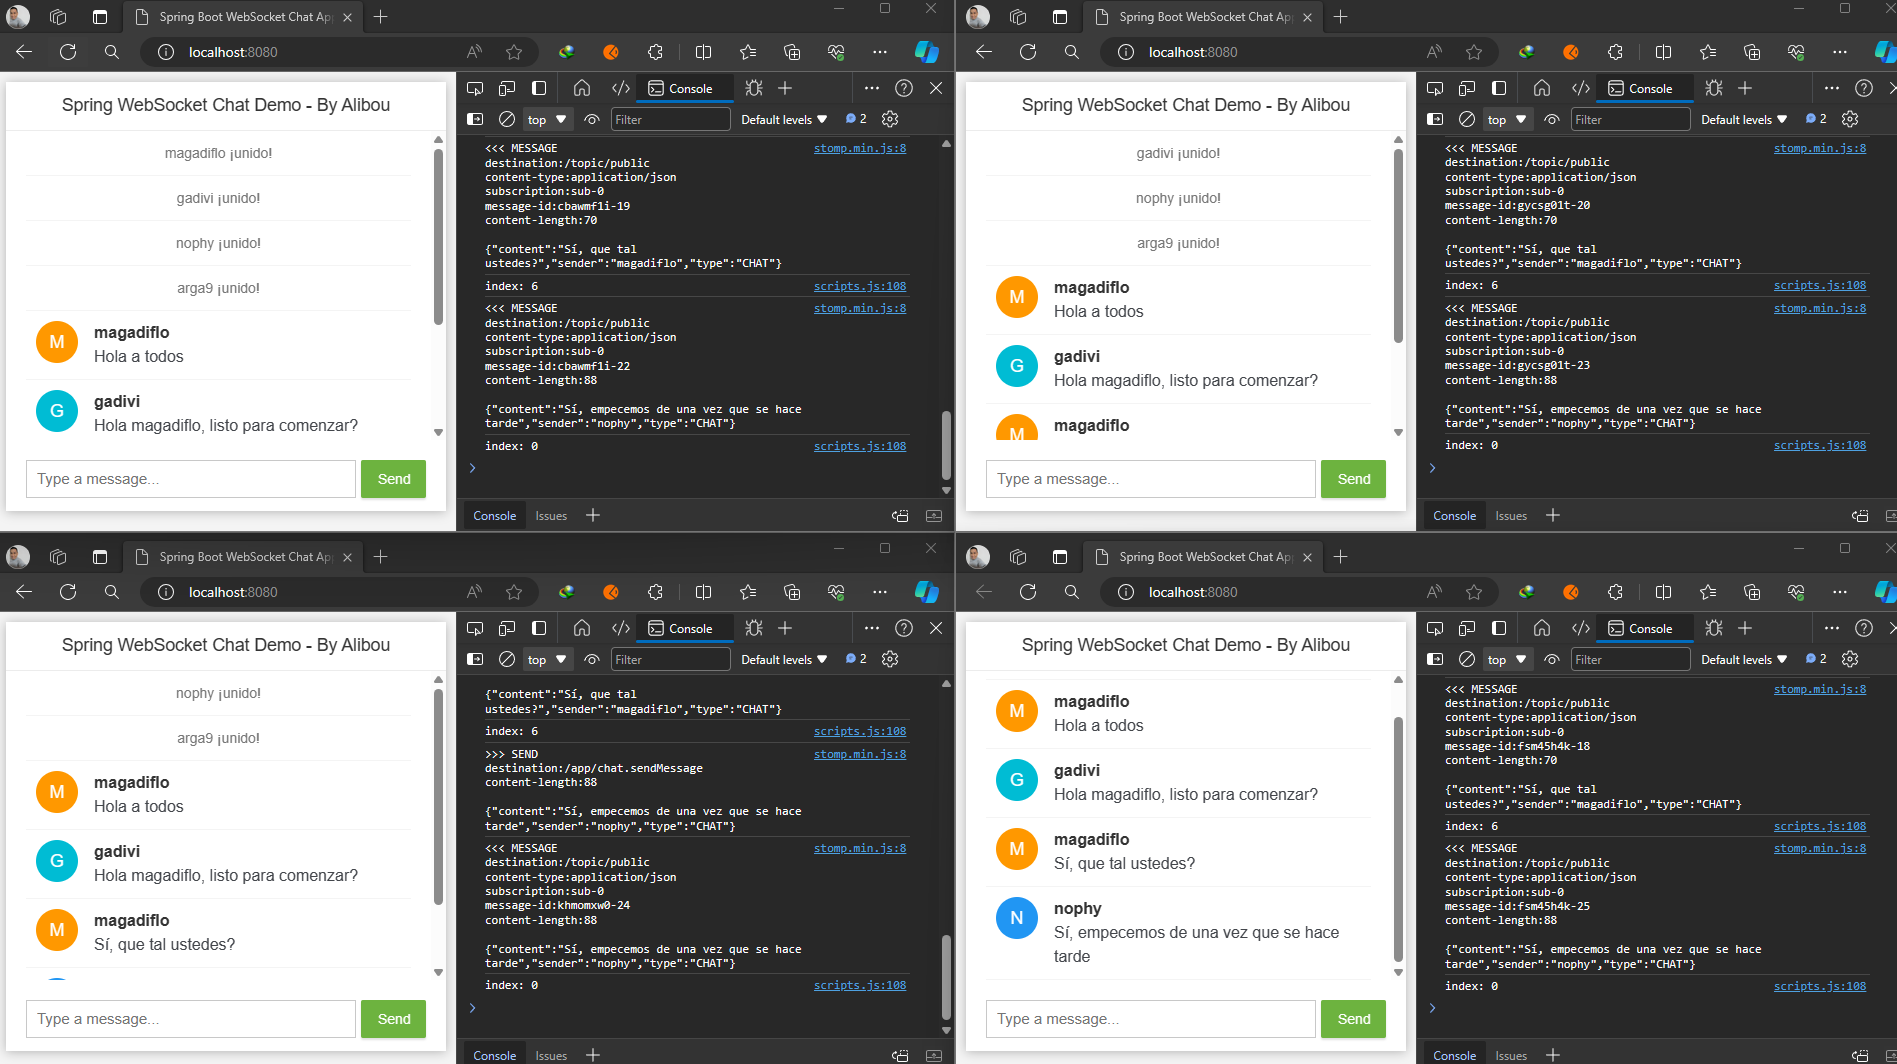 Spring Boot WebSocket Chat App
localhost:8080
Spring WebSocket Chat Demo - By Alibou
magadiflo ¡unido!
gadivi ¡unido!
nophy ¡unido!
arga9 ¡unido!
M
magadiflo
Hola a todos
G
gadivi
Hola magadiflo, listo para comenzar?
Type a message...
Send
Console
top
Filter
Default levels
2
<<< MESSAGE
stomp.min.js:8
destination:/topic/public
content-type:application/json
subscription:sub-0
message-id:cbawmf1i-19
content-length:70
{"content":"Sí, que tal
ustedes?","sender":"magadiflo","type":"CHAT"}
index: 6
scripts.js:108
<<< MESSAGE
stomp.min.js:8
destination:/topic/public
content-type:application/json
subscription:sub-0
message-id:cbawmf1i-22
content-length:88
{"content":"Sí, empecemos de una vez que se hace
tarde","sender":"nophy","type":"CHAT"}
index: 0
scripts.js:108
Console
Issues
Spring Boot WebSocket Chat App
localhost:8080
Spring WebSocket Chat Demo - By Alibou
gadivi ¡unido!
nophy ¡unido!
arga9 ¡unido!
M
magadiflo
Hola a todos
G
gadivi
Hola magadiflo, listo para comenzar?
M
magadiflo
Type a message...
Send
Console
top
Filter
Default levels
2
<<< MESSAGE
stomp.min.js:8
destination:/topic/public
content-type:application/json
subscription:sub-0
message-id:gycsg01t-20
content-length:70
{"content":"Sí, que tal
ustedes?","sender":"magadiflo","type":"CHAT"}
index: 6
scripts.js:108
<<< MESSAGE
stomp.min.js:8
destination:/topic/public
content-type:application/json
subscription:sub-0
message-id:gycsg01t-23
content-length:88
{"content":"Sí, empecemos de una vez que se hace
tarde","sender":"nophy","type":"CHAT"}
index: 0
scripts.js:108
Console
Issues
Spring Boot WebSocket Chat App
localhost:8080
Spring WebSocket Chat Demo - By Alibou
nophy ¡unido!
arga9 ¡unido!
M
magadiflo
Hola a todos
G
gadivi
Hola magadiflo, listo para comenzar?
M
magadiflo
Sí, que tal ustedes?
Type a message...
Send
Console
top
Filter
Default levels
2
{"content":"Sí, que tal
ustedes?","sender":"magadiflo","type":"CHAT"}
index: 6
scripts.js:108
>>> SEND
stomp.min.js:8
destination:/app/chat.sendMessage
content-length:88
{"content":"Sí, empecemos de una vez que se hace
tarde","sender":"nophy","type":"CHAT"}
<<< MESSAGE
stomp.min.js:8
destination:/topic/public
content-type:application/json
subscription:sub-0
message-id:khmomxw0-24
content-length:88
{"content":"Sí, empecemos de una vez que se hace
tarde","sender":"nophy","type":"CHAT"}
index: 0
scripts.js:108
Console
Issues
Spring Boot WebSocket Chat App
localhost:8080
Spring WebSocket Chat Demo - By Alibou
M
magadiflo
Hola a todos
G
gadivi
Hola magadiflo, listo para comenzar?
M
magadiflo
Sí, que tal ustedes?
N
nophy
Sí, empecemos de una vez que se hace
tarde
Type a message...
Send
Console
top
Filter
Default levels
2
<<< MESSAGE
stomp.min.js:8
destination:/topic/public
content-type:application/json
subscription:sub-0
message-id:fsm45h4k-18
content-length:70
{"content":"Sí, que tal
ustedes?","sender":"magadiflo","type":"CHAT"}
index: 6
scripts.js:108
<<< MESSAGE
stomp.min.js:8
destination:/topic/public
content-type:application/json
subscription:sub-0
message-id:fsm45h4k-25
content-length:88
{"content":"Sí, empecemos de una vez que se hace
tarde","sender":"nophy","type":"CHAT"}
index: 0
scripts.js:108
Console
Issues